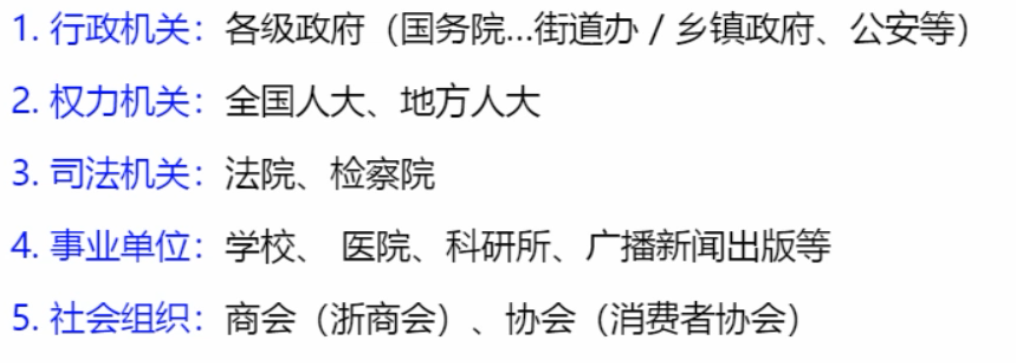 1. 行政机关：各级政府（国务院...街道办 / 乡镇政府、公安等）
2. 权力机关：全国人大、地方人大
3. 司法机关：法院、检察院
4. 事业单位：学校、 医院、科研所、广播新闻出版等
5. 社会组织：商会（浙商会）、协会（消费者协会）